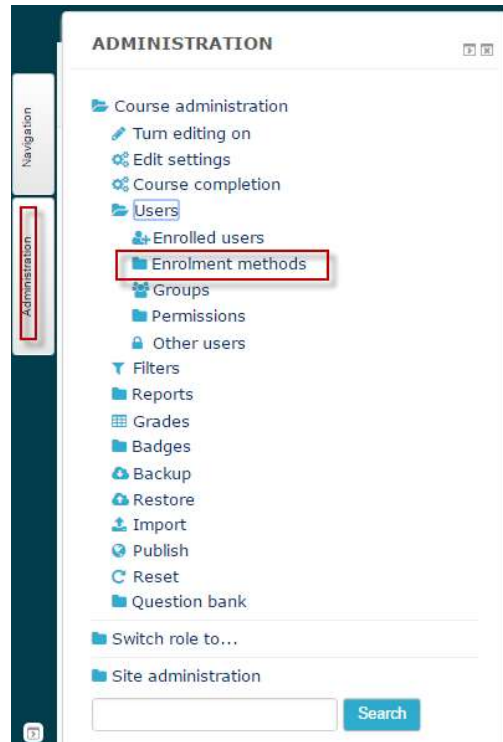 Navigation
Administration
ADMINISTRATION
Course administration
Turn editing on
Edit settings
Course completion
Users
Enrolled users
Enrolment methods
Groups
Permissions
Other users
Filters
Reports
Grades
Badges
Backup
Restore
Import
Publish
Reset
Question bank
Switch role to...
Site administration
Search